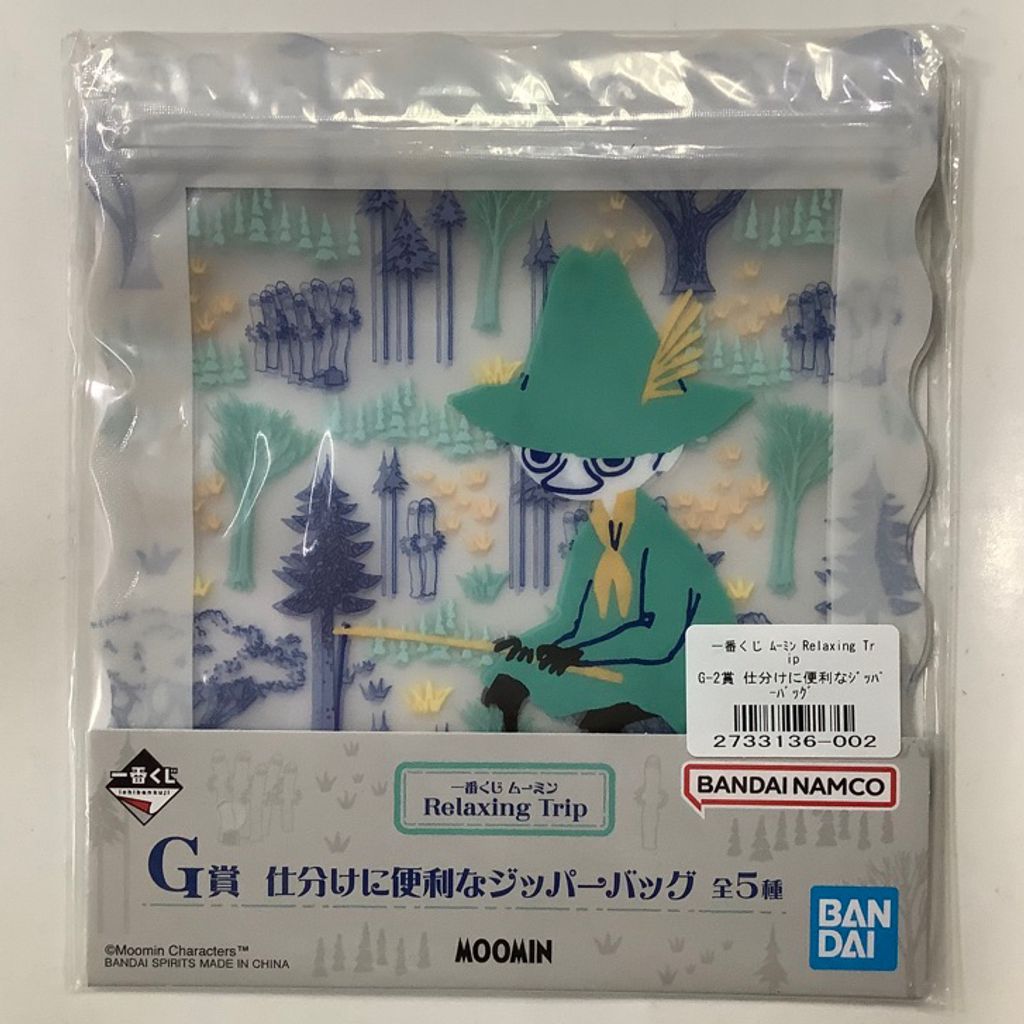 一番くじ ムーミン Relaxing Tr
ip
G-2賞 仕分けに便利なジッパ
ーバッグ
2733136-002
一番くじ
ichibankuji
一番くじ ムーミン
Relaxing Trip
BANDAI NAMCO
G賞 仕分けに便利なジッパーバッグ 全5種
BAN
DAI
©Moomin Characters™
BANDAI SPIRITS MADE IN CHINA
MOOMIN